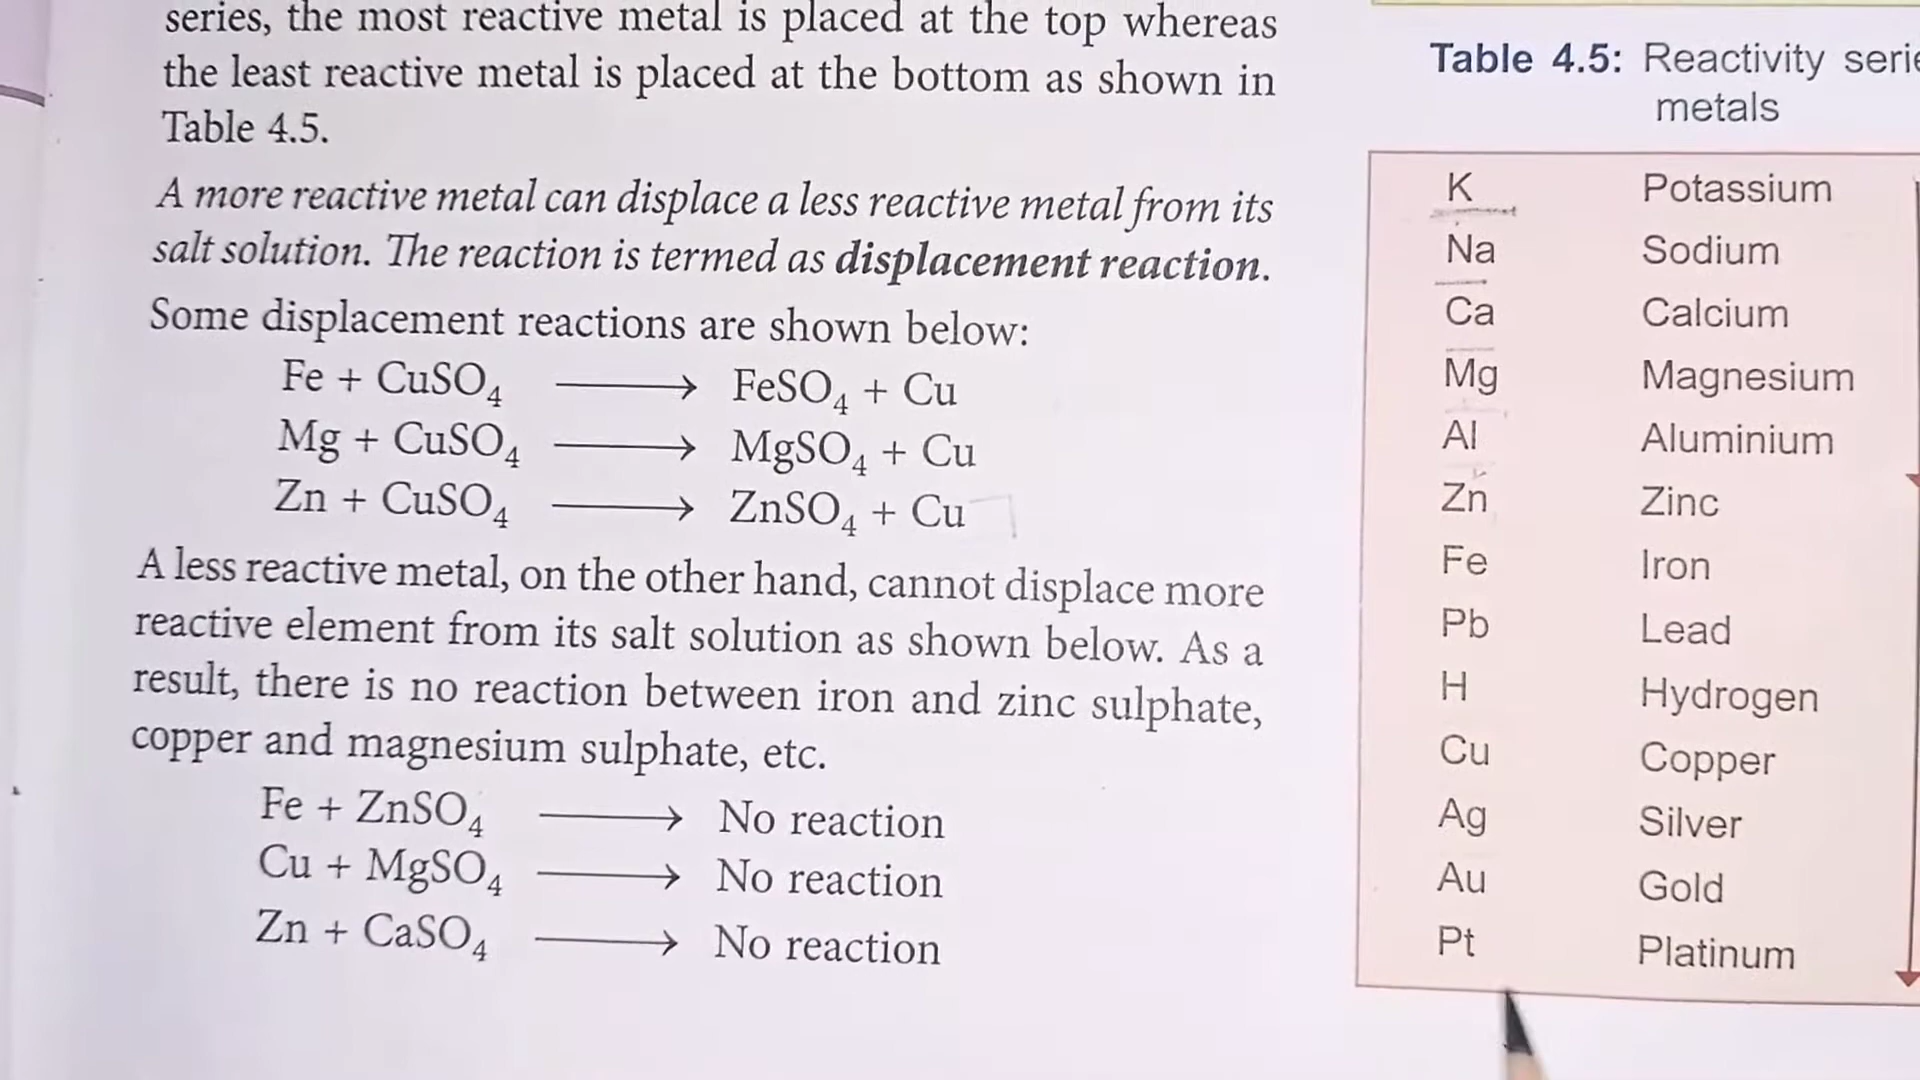 series, the most reactive metal is placed at the top whereas
the least reactive metal is placed at the bottom as shown in
Table 4.5.
A more reactive metal can displace a less reactive metal from its
salt solution. The reaction is termed as displacement reaction.
Some displacement reactions are shown below:
Fe + CuSO₄ ⟶ FeSO₄ + Cu
Mg + CuSO₄ ⟶ MgSO₄ + Cu
Zn + CuSO₄ ⟶ ZnSO₄ + Cu
A less reactive metal, on the other hand, cannot displace more
reactive element from its salt solution as shown below. As a
result, there is no reaction between iron and zinc sulphate,
copper and magnesium sulphate, etc.
Fe + ZnSO₄ ⟶ No reaction
Cu + MgSO₄ ⟶ No reaction
Zn + CaSO₄ ⟶ No reaction
Table 4.5: Reactivity
metals
K Potassium
Na Sodium
Ca Calcium
Mg Magnesium
Al Aluminium
Zn Zinc
Fe Iron
Pb Lead
H Hydrogen
Cu Copper
Ag Silver
Au Gold
Pt Platinum